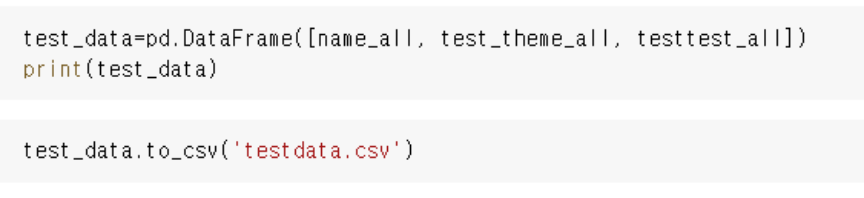 test_data=pd.DataFrame([name_all, test_theme_all, testtest_all])
print(test_data)
test_data.to_csv('testdata.csv')